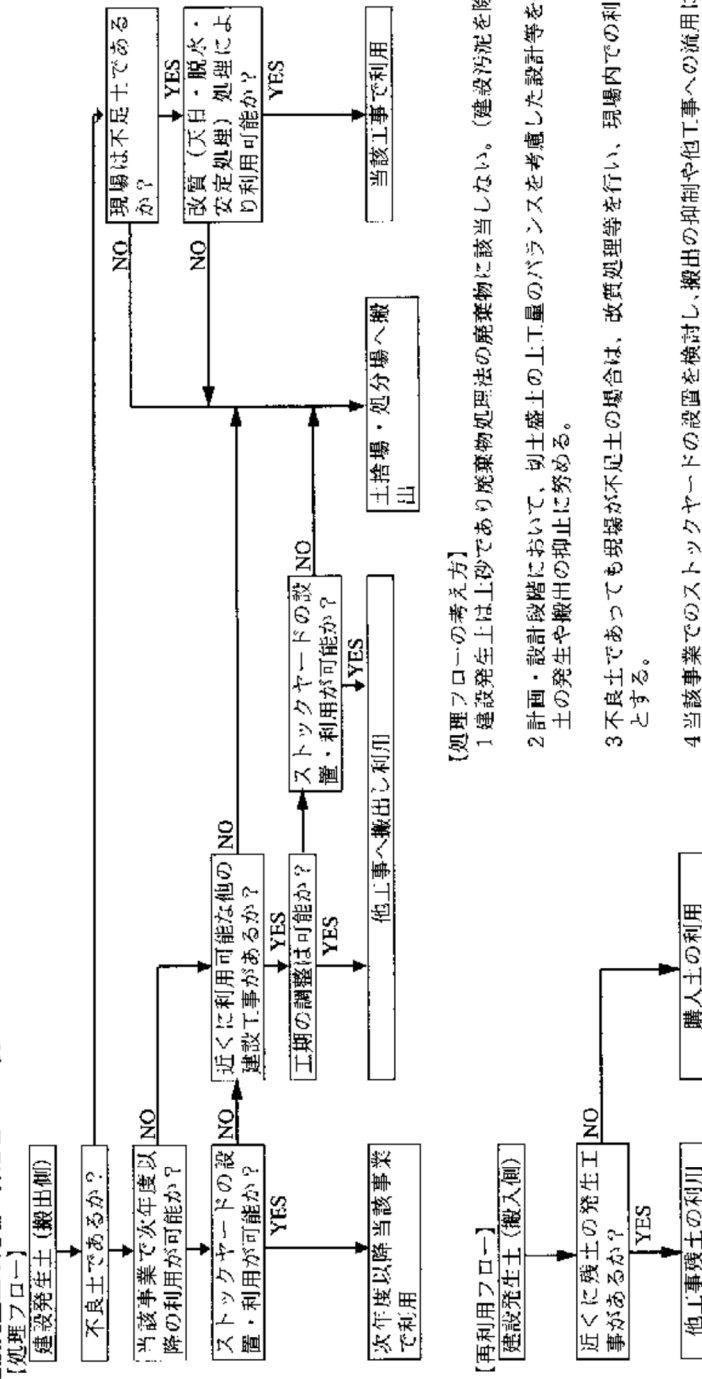 【処理フロー】
建設発生土（搬出側）
不良土であるか？
当該事業で次年度以
降の利用が可能か？
NO
ストックヤードの設
置・利用が可能か？
NO
YES
次年度以降当該事業
で利用
近くに利用可能な他の
建設工事があるか？
NO
YES
工期の調整は可能か？
YES
ストックヤードの設
置・利用が可能か？
NO
YES
他工事へ搬出し利用
現場は不足土である
か？
NO
YES
改質（天日・脱水・
安定処理）処理によ
り利用可能か？
NO
YES
土捨場・処分場へ搬
出
当該工事で利用
【再利用フロー】
建設発生土（搬入側）
近くに残土の発生工
事があるか？
NO
YES
他工事残土の利用
購入土の利用
【処理フローの考え方】
1建設発生土は土砂であり廃棄物処理法の廃棄物に該当しない。（建設汚泥を除
2計画・設計段階において、切土盛土の土工量のバランスを考慮した設計等を
土の発生や搬出の抑止に努める。
3不良土であっても現場が不足土の場合は、改質処理等を行い、現場内での利
とする。
4当該事業でのストックヤードの設置を検討し、搬出の抑制や他工事への流用に